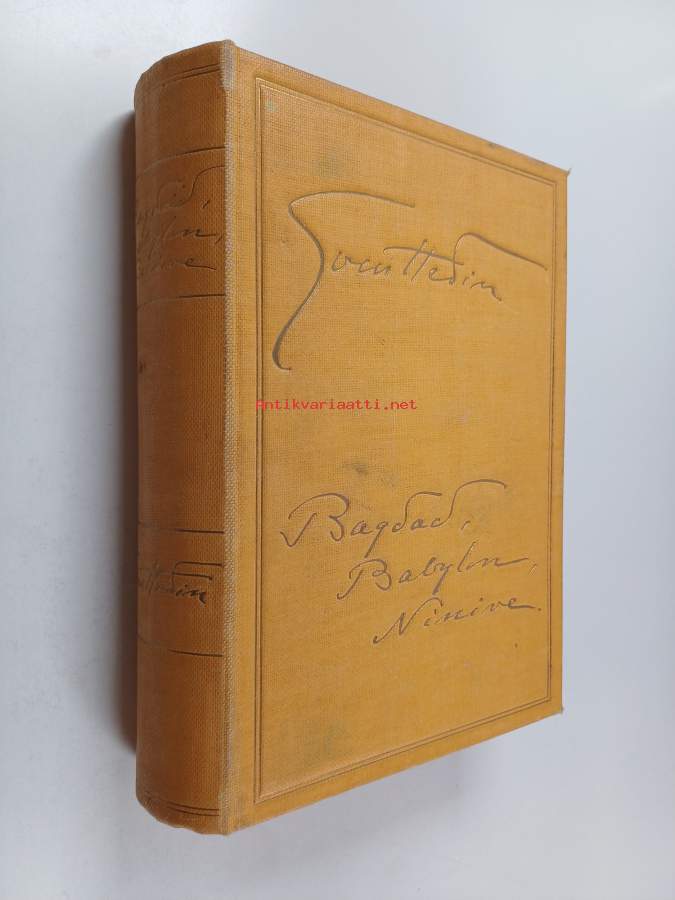 Sven Hedin
Bagdad,
Babylon,
Ninive.
Antikvariaatti.net